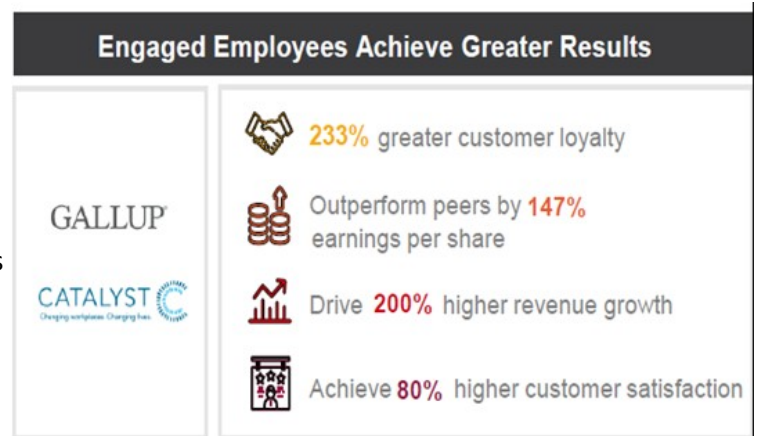 Engaged Employees Achieve Greater Results
GALLUP®
s
CATALYST
Changing workplaces. Changing lives.
233% greater customer loyalty
Outperform peers by 147%
earnings per share
Drive 200% higher revenue growth
Achieve 80% higher customer satisfaction